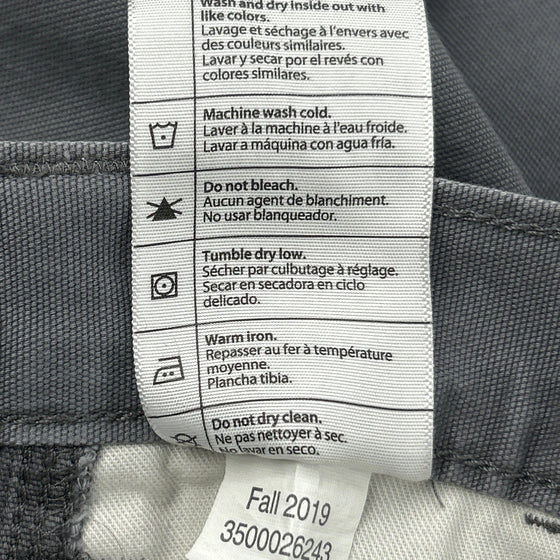 Wash and dry inside out with
like colors.
Lavage et séchage à l'envers avec
des couleurs similaires.
Lavar y secar por el revés con
colores similares.
Machine wash cold.
Laver à la machine à l'eau froide.
Lavar a máquina con agua fría.
Do not bleach.
Aucun agent de blanchiment.
No usar blanqueador.
Tumble dry low.
Sécher par culbutage à réglage.
Secar en secadora en ciclo
delicado.
Warm iron.
Repasser au fer à température
moyenne.
Plancha tibia.
Do not dry clean.
Ne pas nettoyer à sec.
No lavar en seco.
Fall 2019
3500026243